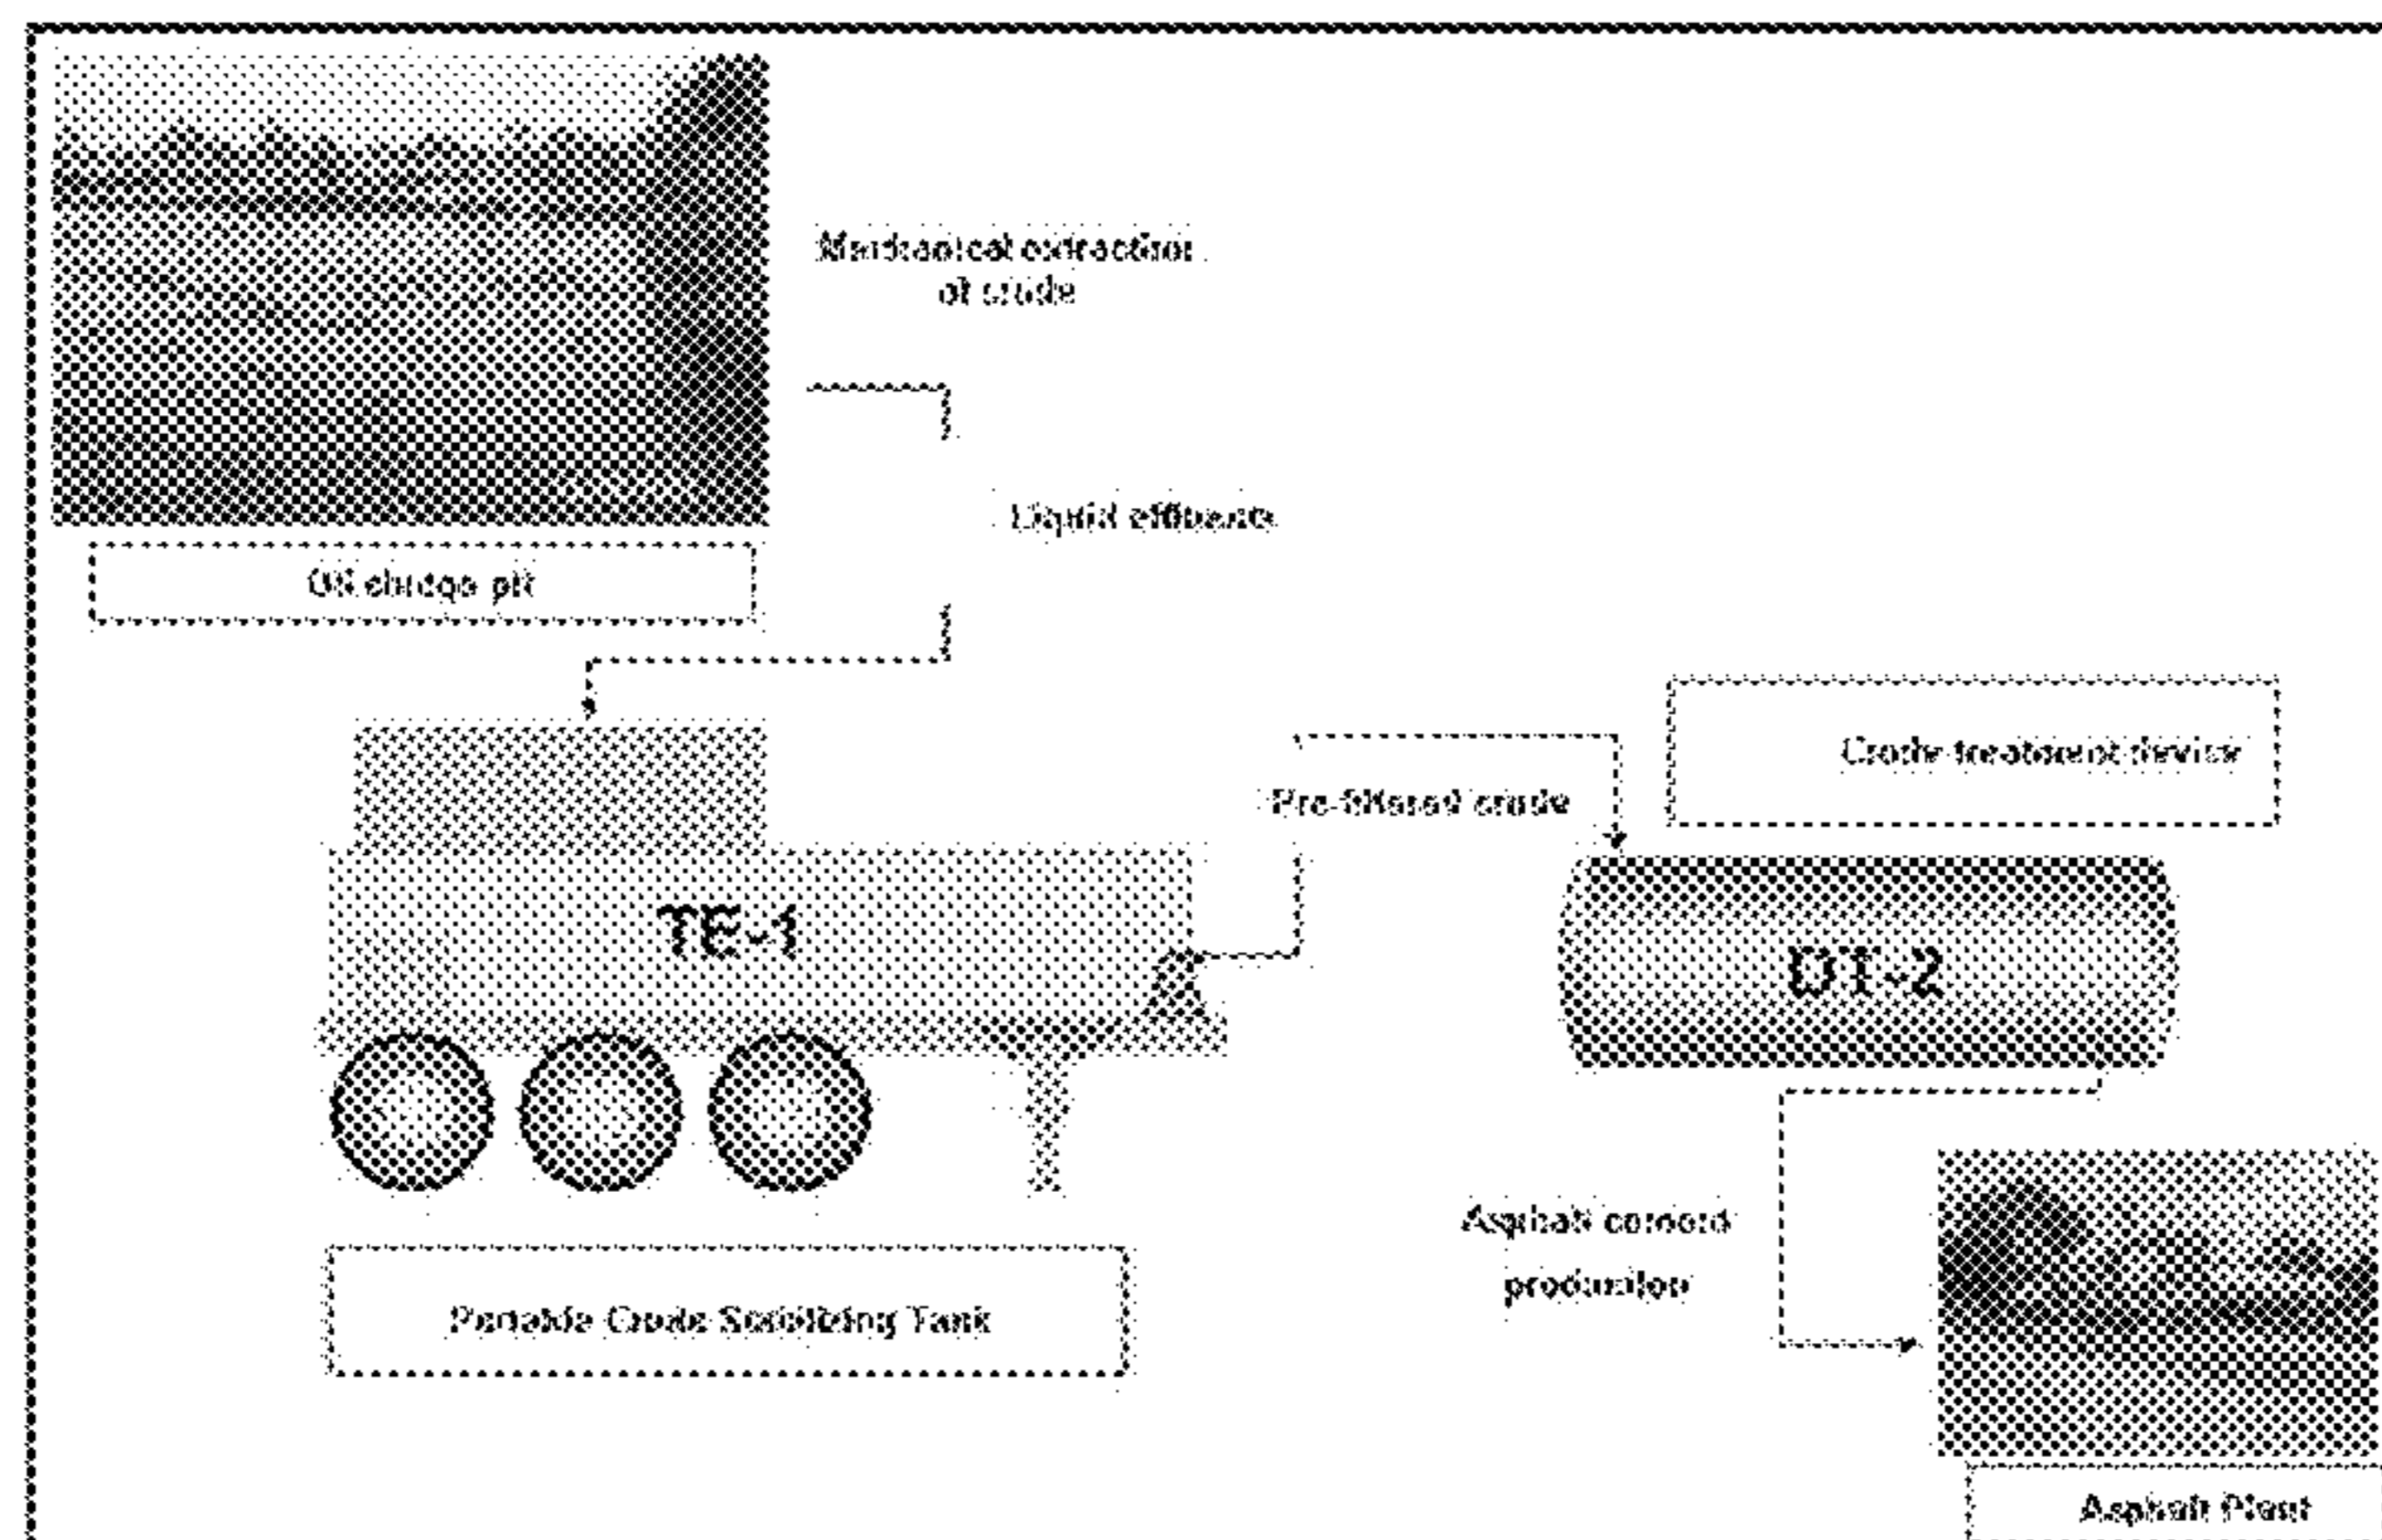 Mechanical extraction
of crude
Liquid effluents
Oil sludge pit
Crude treatment device
Pre-filtered crude
TE-1
DT-2
Asphalt cement
production
Portable Crude Stabilizing Tank
Asphalt Plant